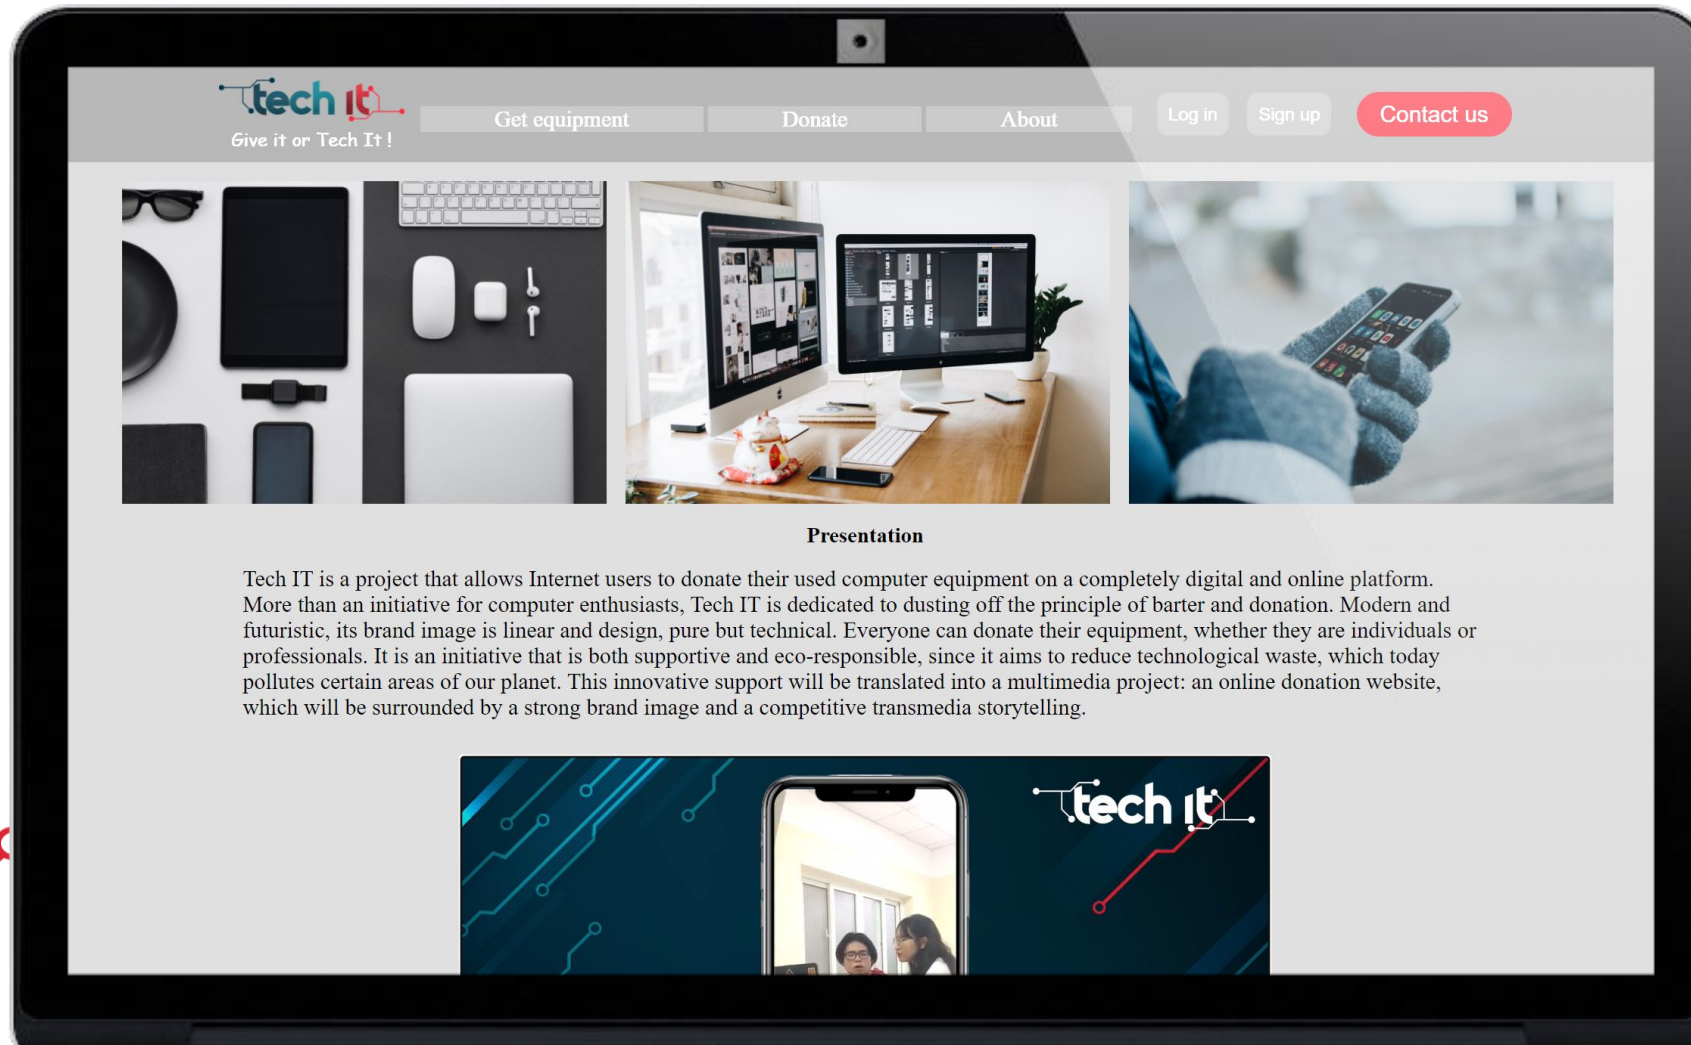 tech it
Give it or Tech It !
Get equipment
Donate
About
Log in
Sign up
Contact us
Presentation
Tech IT is a project that allows Internet users to donate their used computer equipment on a completely digital and online platform.
More than an initiative for computer enthusiasts, Tech IT is dedicated to dusting off the principle of barter and donation. Modern and
futuristic, its brand image is linear and design, pure but technical. Everyone can donate their equipment, whether they are individuals or
professionals. It is an initiative that is both supportive and eco-responsible, since it aims to reduce technological waste, which today
pollutes certain areas of our planet. This innovative support will be translated into a multimedia project: an online donation website,
which will be surrounded by a strong brand image and a competitive transmedia storytelling.
tech it